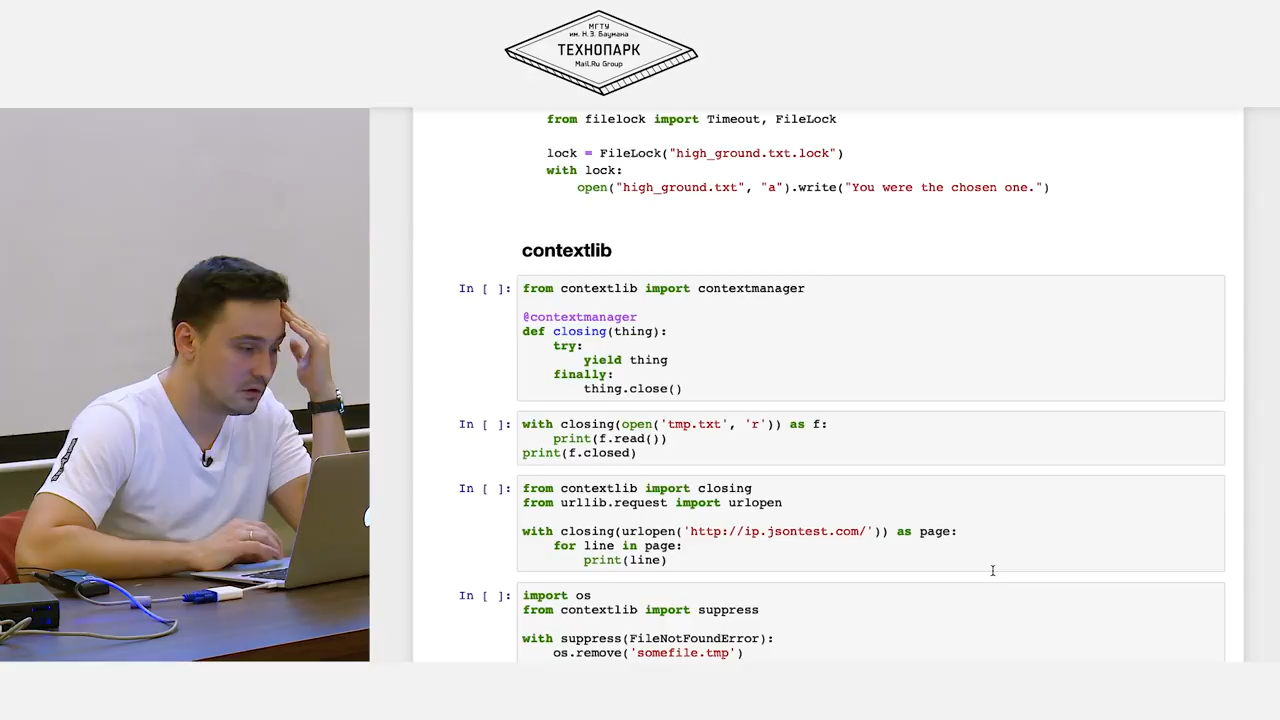 МГТУ
им. Н.Э. Баумана
ТЕХНОПАРК
Mail.Ru Group
from filelock import Timeout, FileLock
lock = FileLock("high_ground.txt.lock")
with lock:
open("high_ground.txt", "a").write("You were the chosen one.")
contextlib
In [ ]: from contextlib import contextmanager
@contextmanager
def closing(thing):
try:
yield thing
finally:
thing.close()
In [ ]: with closing(open('tmp.txt', 'r')) as f:
print(f.read())
print(f.closed)
In [ ]: from contextlib import closing
from urllib.request import urlopen
with closing(urlopen('http://ip.jsontest.com/')) as page:
for line in page:
print(line)
In [ ]: import os
from contextlib import suppress
with suppress(FileNotFoundError):
os.remove('somefile.tmp')